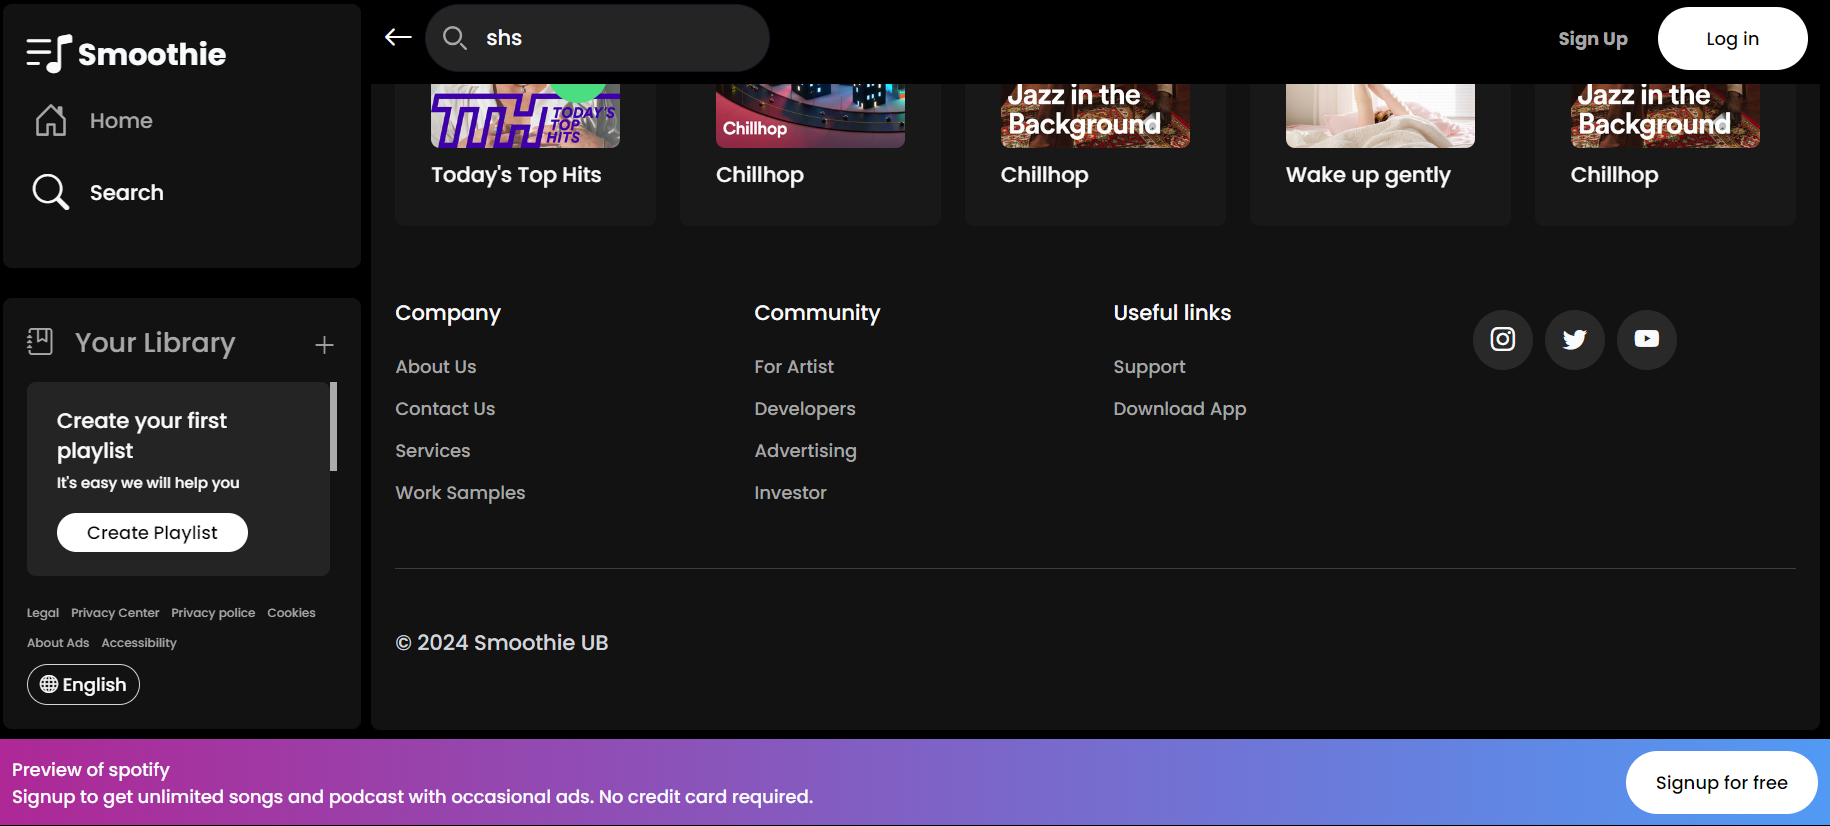 Smoothie
Home
Search
Your Library
Create your first
playlist
It's easy we will help you
Create Playlist
Legal Privacy Center Privacy police Cookies
About Ads Accessibility
English
shs
Sign Up
Log in
TTH TODAY'S
TOP
HITS
Today's Top Hits
Chillhop
Chillhop
Jazz in the
Background
Chillhop
Wake up gently
Jazz in the
Background
Chillhop
Company
About Us
Contact Us
Services
Work Samples
Community
For Artist
Developers
Advertising
Investor
Useful links
Support
Download App
© 2024 Smoothie UB
Preview of spotify
Signup to get unlimited songs and podcast with occasional ads. No credit card required.
Signup for free